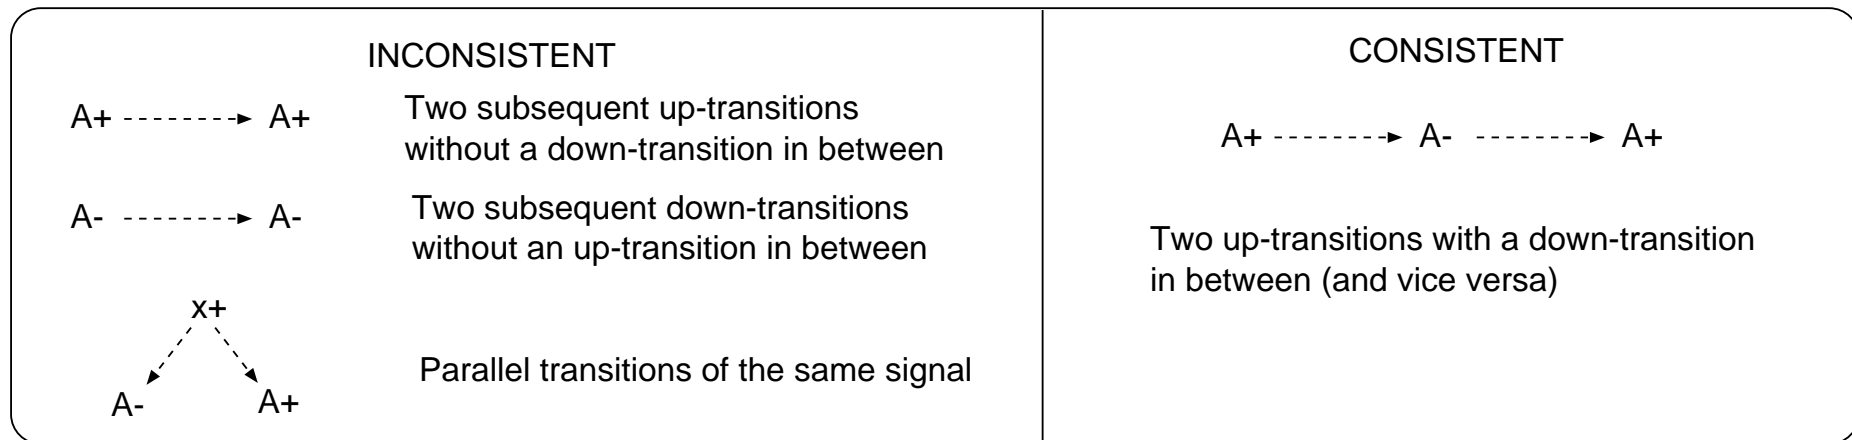 INCONSISTENT
A+ A+
Two subsequent up-transitions
without a down-transition in between
A- A-
Two subsequent down-transitions
without an up-transition in between
x+
A- A+
Parallel transitions of the same signal
CONSISTENT
A+ A- A+
Two up-transitions with a down-transition
in between (and vice versa)